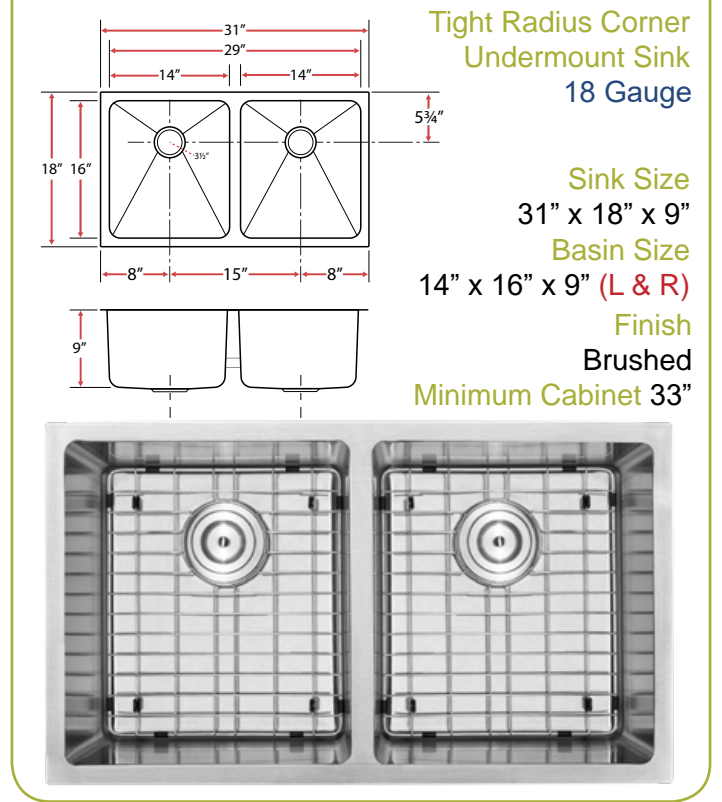 Tight Radius Corner
Undermount Sink
18 Gauge
31”
29”
14” 14”
5¾”
3½”
18” 16”
8” 15” 8”
9”
Sink Size
31” x 18” x 9”
Basin Size
14” x 16” x 9” (L & R)
Finish
Brushed
Minimum Cabinet 33”